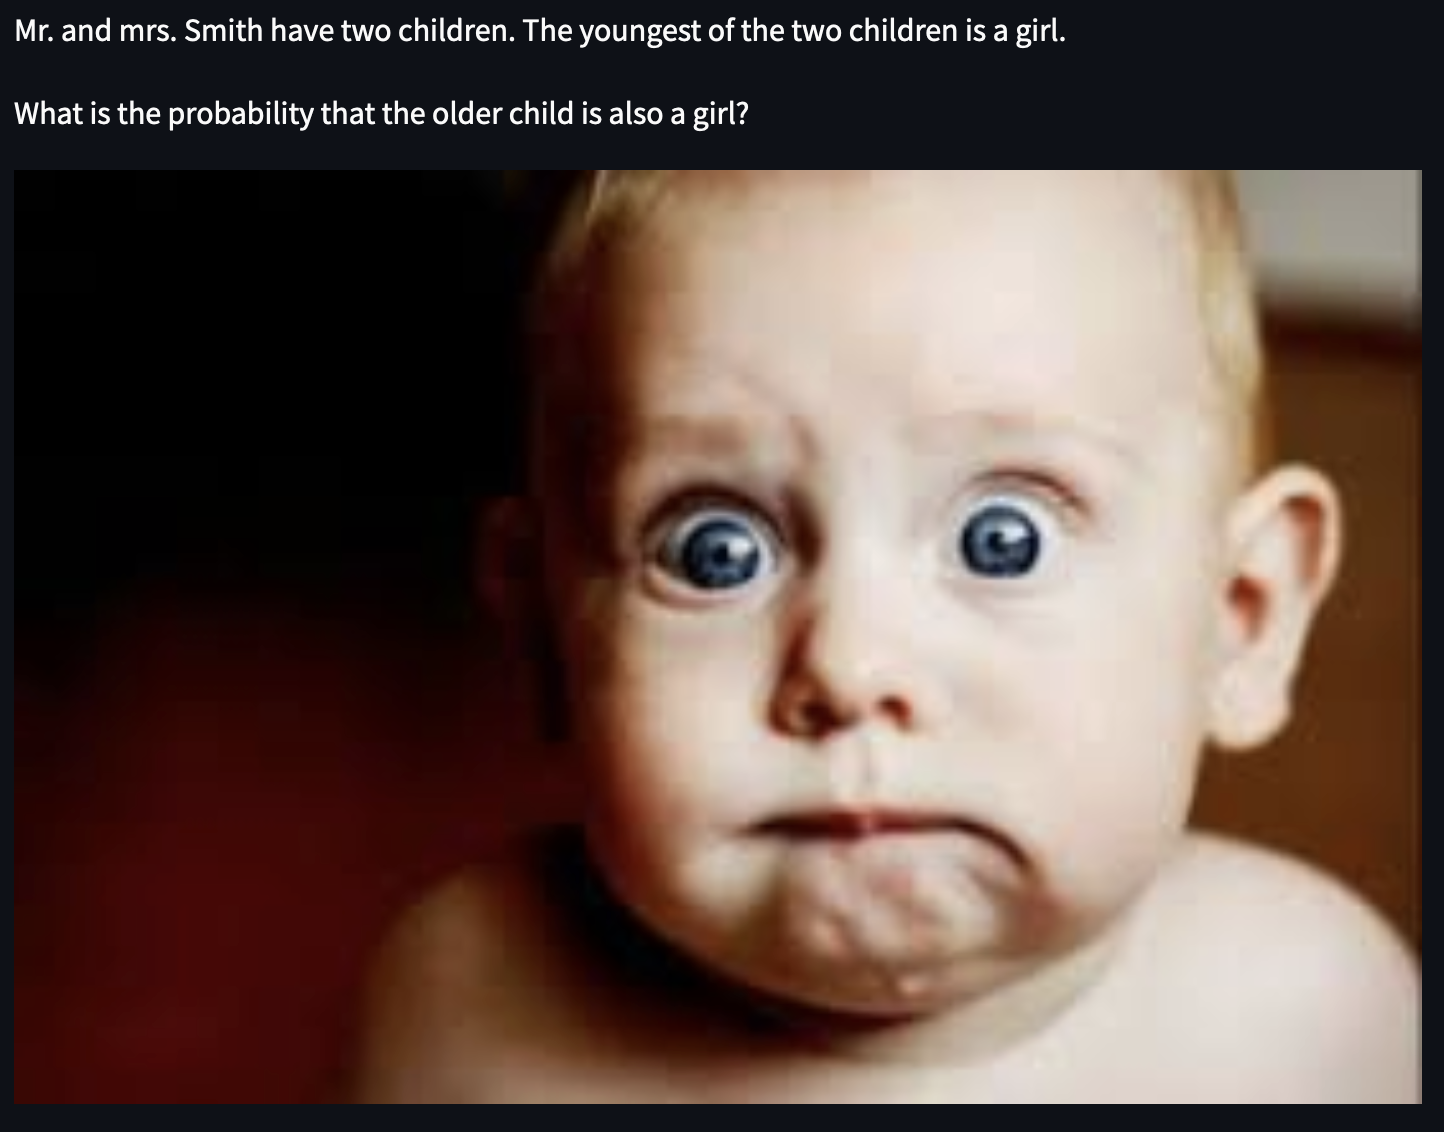 Mr. and mrs. Smith have two children. The youngest of the two children is a girl.
What is the probability that the older child is also a girl?